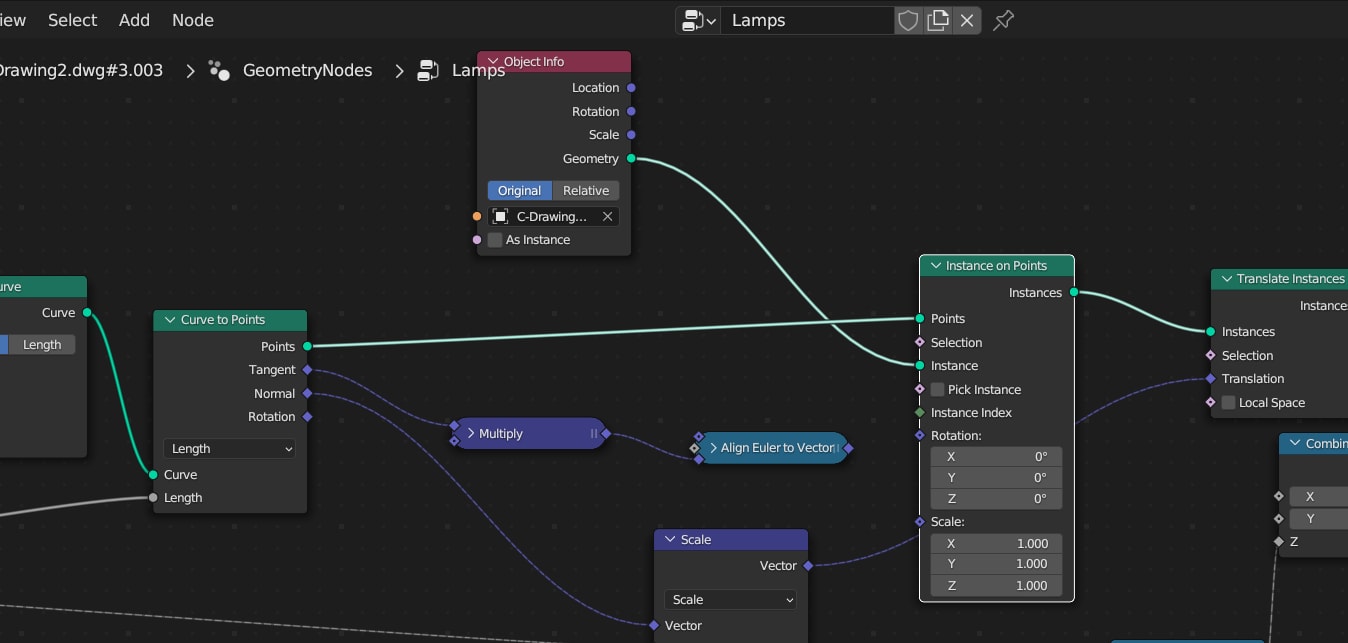 iew Select Add Node
Lamps
Drawing2.dwg#3.003 > GeometryNodes > Lamps
Object Info
Location
Rotation
Scale
Geometry
Original Relative
C-Drawing...
As Instance
urve
Curve
Length
Curve to Points
Points
Tangent
Normal
Rotation
Length
Curve
Length
Multiply
Align Euler to Vector
Scale
Vector
Scale
Vector
Instance on Points
Instances
Points
Selection
Instance
Pick Instance
Instance Index
Rotation:
X 0°
Y 0°
Z 0°
Scale:
X 1.000
Y 1.000
Z 1.000
Translate Instances
Instance
Instances
Selection
Translation
Local Space
Combin
X
Y
Z